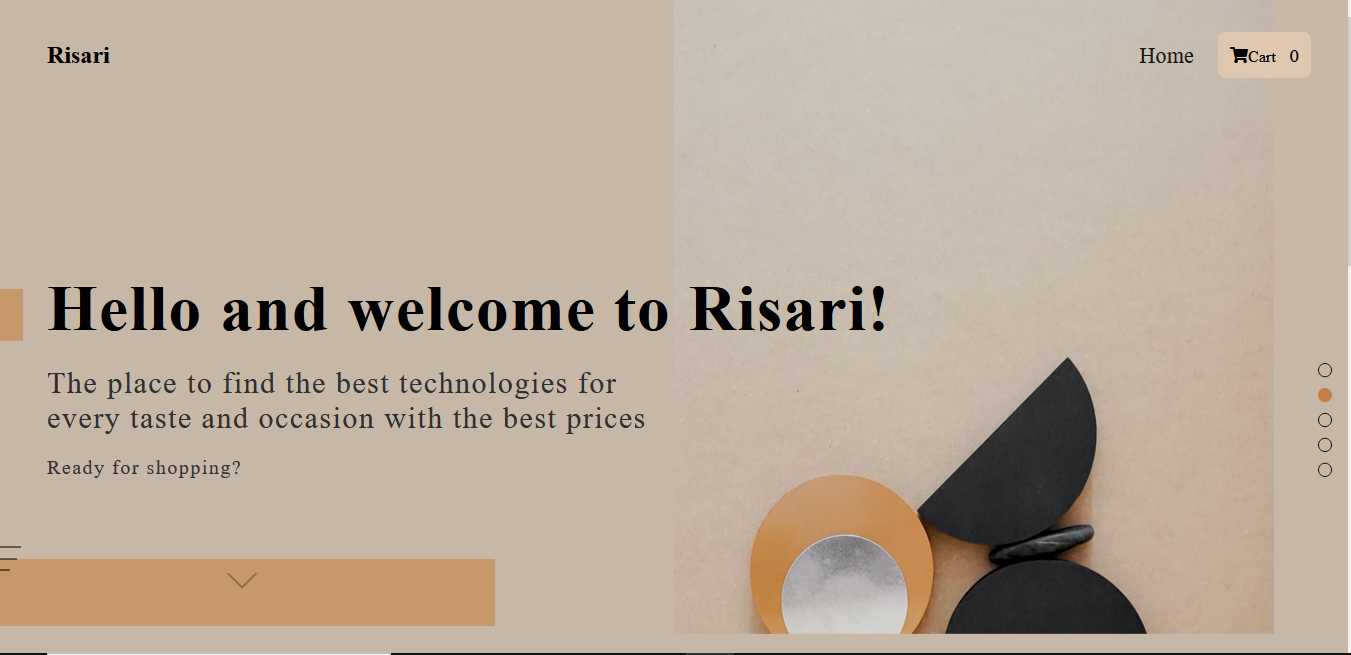 Risari
Home
Cart 0
Hello and welcome to Risari!
The place to find the best technologies for
every taste and occasion with the best prices
Ready for shopping?